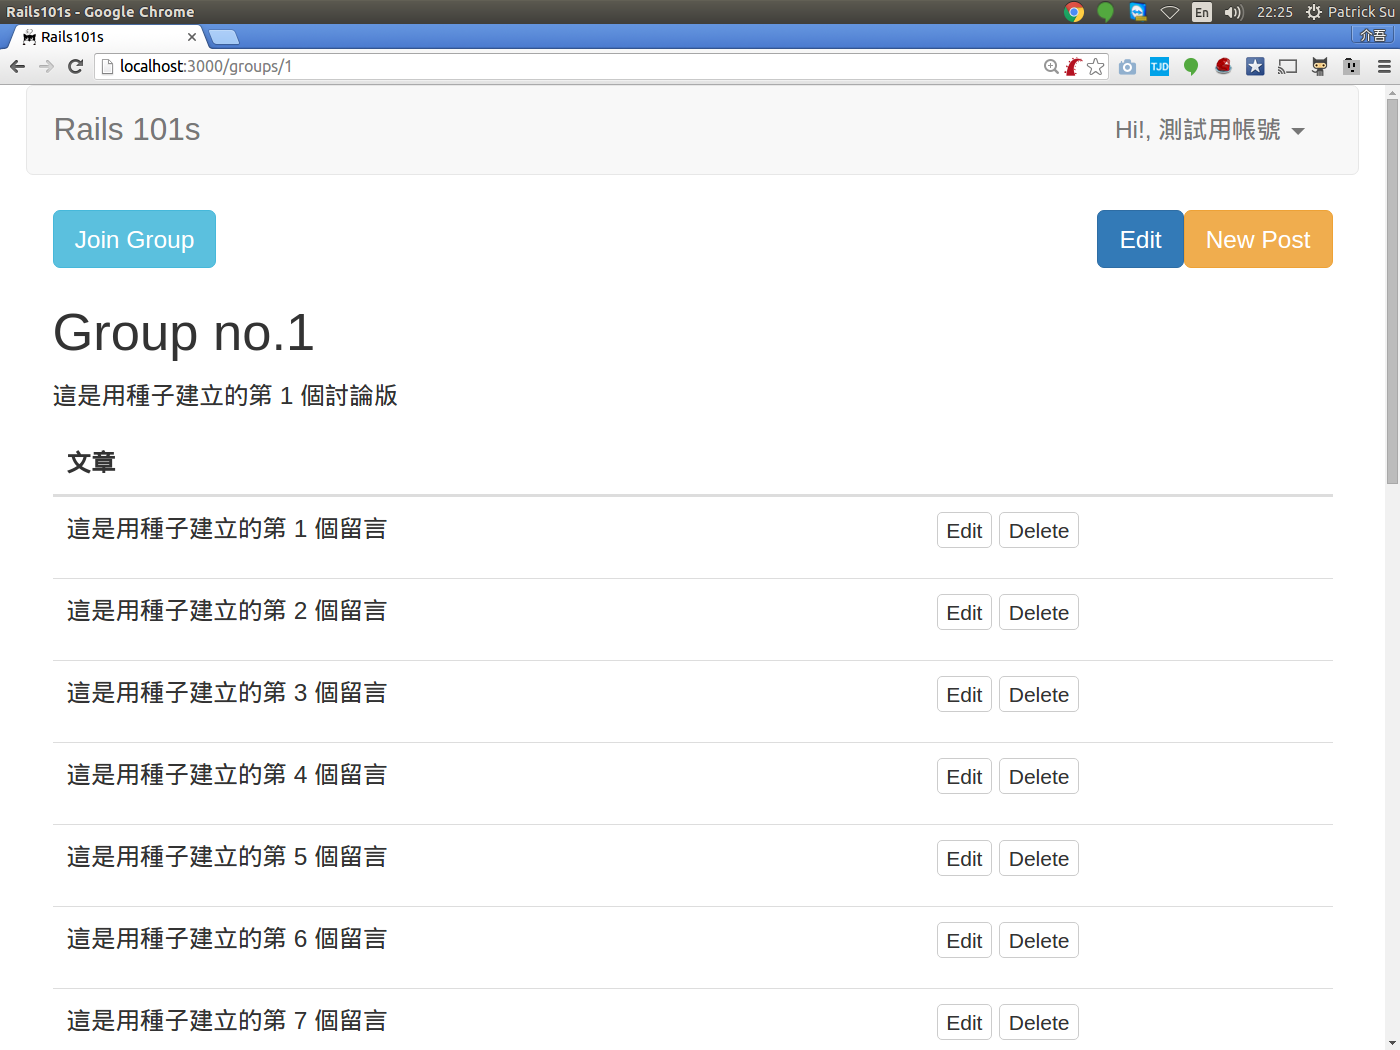 Rails101s - Google Chrome
En
22:25
Patrick Su
Rails101s
介吾
localhost:3000/groups/1
TJD
Rails 101s
Hi!, 測試用帳號
Join Group
Edit
New Post
Group no.1
這是用種子建立的第 1 個討論版
文章
這是用種子建立的第 1 個留言 Edit Delete
這是用種子建立的第 2 個留言 Edit Delete
這是用種子建立的第 3 個留言 Edit Delete
這是用種子建立的第 4 個留言 Edit Delete
這是用種子建立的第 5 個留言 Edit Delete
這是用種子建立的第 6 個留言 Edit Delete
這是用種子建立的第 7 個留言 Edit Delete